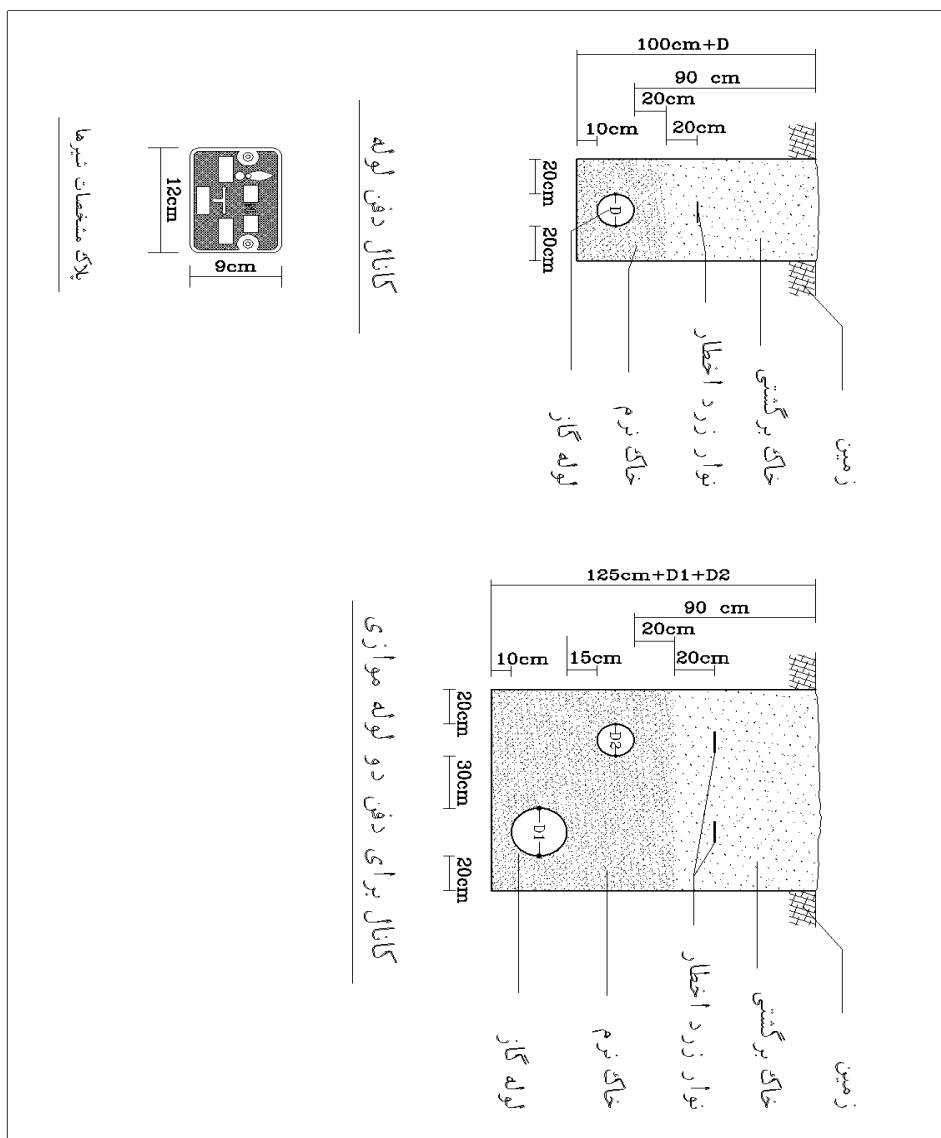 100cm+D
90 cm
20cm
10cm
20cm
20cm
20cm
D
زمین
خاک برگشتی
نوار زرد اخطار
خاک نرم
لوله گاز
کانال دفن لوله
12cm
9cm
پلاک مشخصات شیرها
125cm+D1+D2
90 cm
20cm
10cm
15cm
20cm
20cm
30cm
20cm
D2
D1
زمین
خاک برگشتی
نوار زرد اخطار
خاک نرم
لوله گاز
کانال برای دفن دو لوله موازی